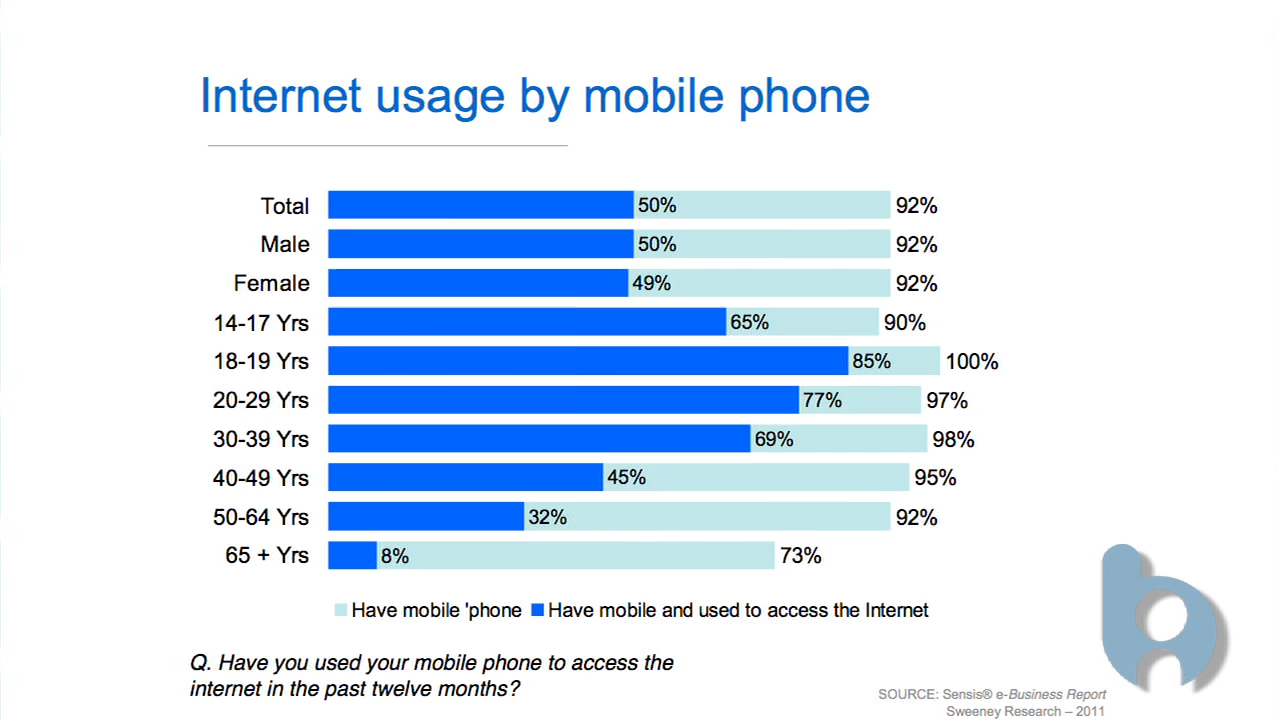 Internet usage by mobile phone
Total 50% 92%
Male 50% 92%
Female 49% 92%
14-17 Yrs 65% 90%
18-19 Yrs 85% 100%
20-29 Yrs 77% 97%
30-39 Yrs 69% 98%
40-49 Yrs 45% 95%
50-64 Yrs 32% 92%
65 + Yrs 8% 73%
Have mobile 'phone Have mobile and used to access the Internet
Q. Have you used your mobile phone to access the
internet in the past twelve months?
SOURCE: Sensis® e-Business Report
Sweeney Research – 2011